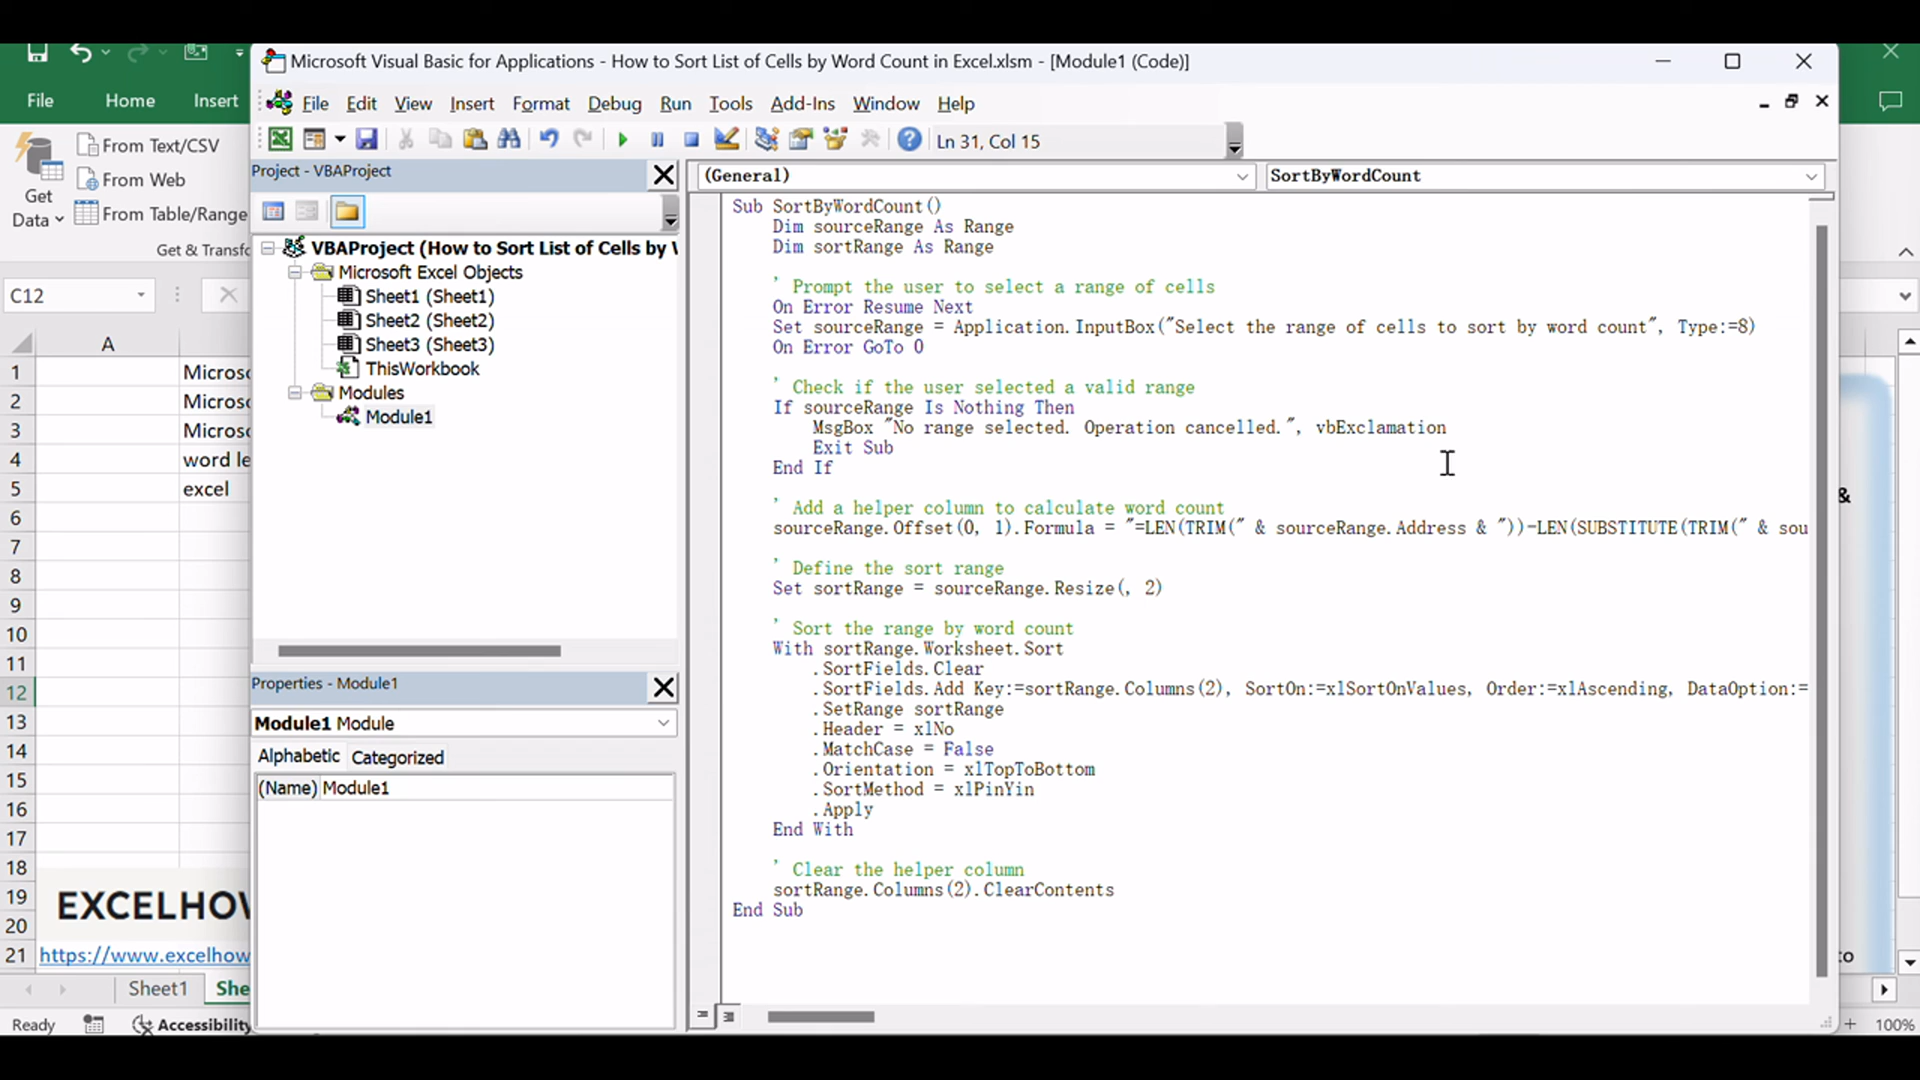 Microsoft Visual Basic for Applications - How to Sort List of Cells by Word Count in Excel.xlsm - [Module1 (Code)]
File Home Insert
File Edit View Insert Format Debug Run Tools Add-Ins Window Help
Ln 31, Col 15
Get Data
From Text/CSV
From Web
From Table/Range
Get & Transfo
C12
A
1 Microso
2 Microso
3 Microso
4 word le
5 excel
6
7
8
9
10
11
12
13
14
15
16
17
18
19
20
21
EXCELHOW
https://www.excelhow
Sheet1 She
Ready Accessibility
Project - VBAProject
VBAProject (How to Sort List of Cells by W
Microsoft Excel Objects
Sheet1 (Sheet1)
Sheet2 (Sheet2)
Sheet3 (Sheet3)
ThisWorkbook
Modules
Module1
Properties - Module1
Module1 Module
Alphabetic Categorized
(Name) Module1
(General) SortByWordCount
Sub SortByWordCount()
Dim sourceRange As Range
Dim sortRange As Range
' Prompt the user to select a range of cells
On Error Resume Next
Set sourceRange = Application.InputBox("Select the range of cells to sort by word count", Type:=8)
On Error GoTo 0
' Check if the user selected a valid range
If sourceRange Is Nothing Then
MsgBox "No range selected. Operation cancelled.", vbExclamation
Exit Sub
End If
' Add a helper column to calculate word count
sourceRange.Offset(0, 1).Formula = "=LEN(TRIM(" & sourceRange.Address & "))-LEN(SUBSTITUTE(TRIM(" & sou
' Define the sort range
Set sortRange = sourceRange.Resize(, 2)
' Sort the range by word count
With sortRange.Worksheet.Sort
.SortFields.Clear
.SortFields.Add Key:=sortRange.Columns(2), SortOn:=xlSortOnValues, Order:=xlAscending, DataOption:=
.SetRange sortRange
.Header = xlNo
.MatchCase = False
.Orientation = xlTopToBottom
.SortMethod = xlPinYin
.Apply
End With
' Clear the helper column
sortRange.Columns(2).ClearContents
End Sub
&
to
100%